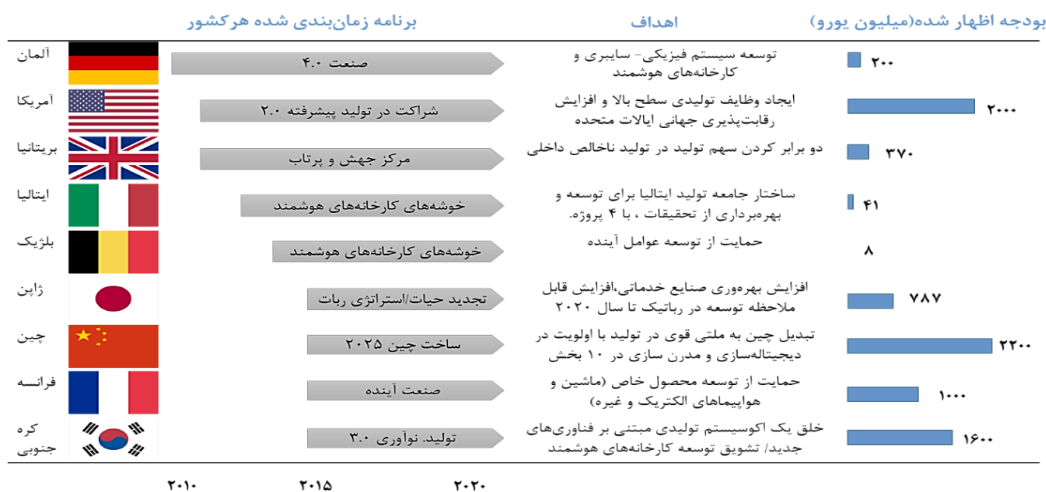 بودجه اظهار شده(میلیون یورو)
اهداف
برنامه زمان‌بندی شده هرکشور
آلمان
صنعت ۴.۰
توسعه سیستم فیزیکی- سایبری و
کارخانه‌های هوشمند
۲۰۰
آمریکا
شراکت در تولید پیشرفته ۲.۰
ایجاد وظایف تولیدی سطح بالا و افزایش
رقابت‌پذیری جهانی ایالات متحده
۲۰۰۰
بریتانیا
مرکز جهش و پرتاب
دو برابر کردن سهم تولید در تولید ناخالص داخلی
۳۷۰
ایتالیا
خوشه‌های کارخانه‌های هوشمند
ساختار جامعه تولید ایتالیا برای توسعه و
بهره‌برداری از تحقیقات ، با ۴ پروژه.
۴۱
بلژیک
خوشه‌های کارخانه‌های هوشمند
حمایت از توسعه عوامل آینده
۸
ژاپن
تجدید حیات/استراتژی ربات
افزایش بهره‌وری صنایع خدماتی،افزایش قابل
ملاحظه توسعه در رباتیک تا سال ۲۰۲۰
۷۸۷
چین
ساخت چین ۲۰۲۵
تبدیل چین به ملتی قوی در تولید با اولویت در
دیجیتاله‌سازی و مدرن سازی در ۱۰ بخش
۲۲۰۰
فرانسه
صنعت آینده
حمایت از توسعه محصول خاص (ماشین و
هواپیماهای الکتریک و غیره)
۱۰۰۰
کره
جنوبی
تولید. نوآوری ۳.۰
خلق یک اکوسیستم تولیدی مبتنی بر فناوری‌های
جدید/ تشویق توسعه کارخانه‌های هوشمند
۱۶۰۰
۲۰۱۰
۲۰۱۵
۲۰۲۰